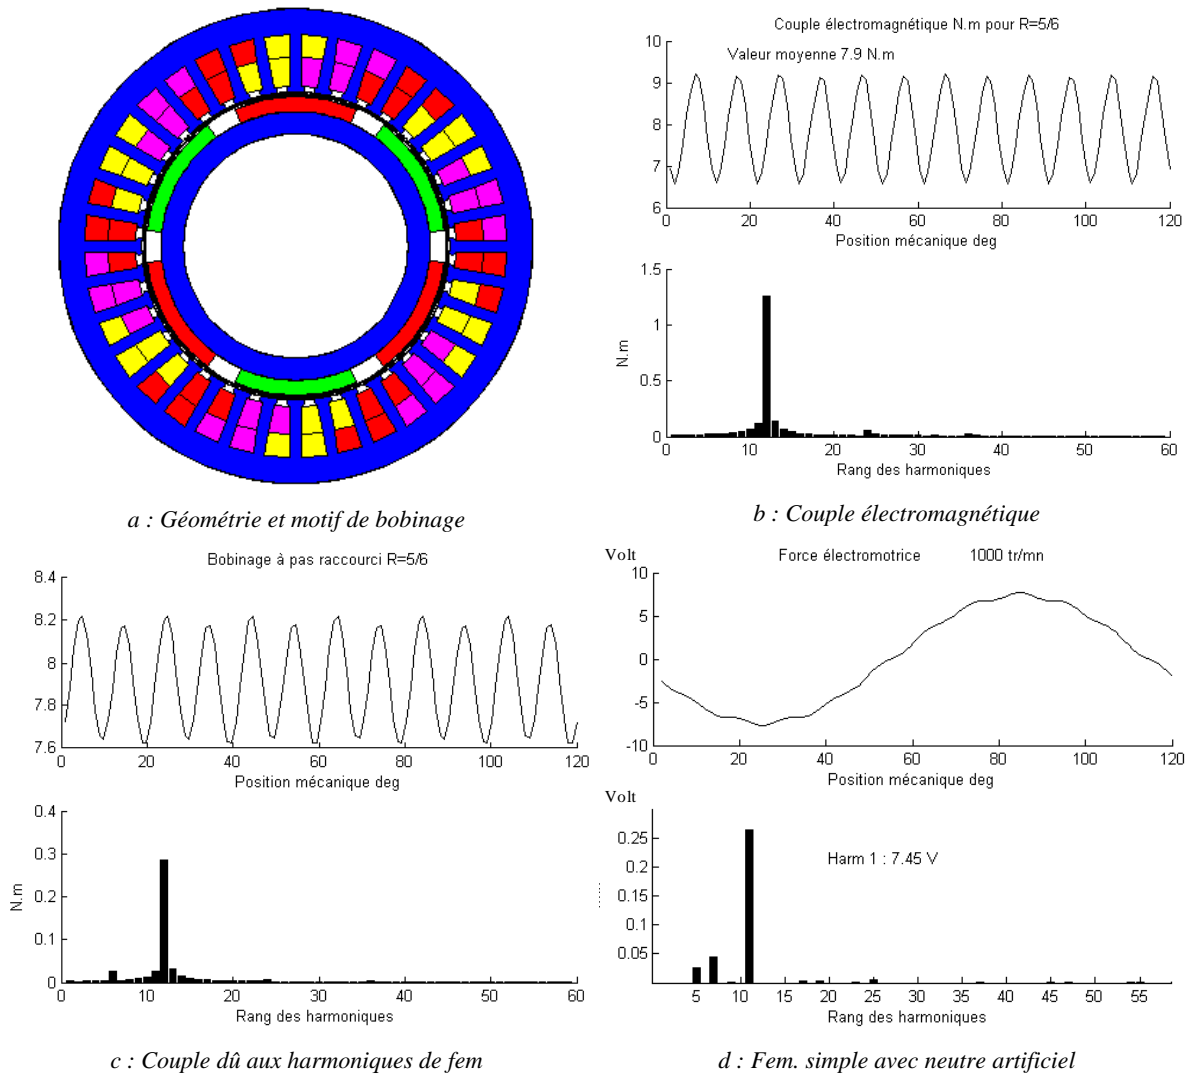 a : Géométrie et motif de bobinage
Couple électromagnétique N.m pour R=5/6
Valeur moyenne 7.9 N.m
10
9
8
7
6
0 20 40 60 80 100 120
Position mécanique deg
1.5
1
0.5
0
N.m
0 10 20 30 40 50 60
Rang des harmoniques
b : Couple électromagnétique
Bobinage à pas raccourci R=5/6
8.4
8.2
8
7.8
7.6
0 20 40 60 80 100 120
Position mécanique deg
0.4
0.3
0.2
0.1
0
N.m
0 10 20 30 40 50 60
Rang des harmoniques
c : Couple dû aux harmoniques de fem
Volt
Force électromotrice 1000 tr/mn
10
5
0
-5
-10
0 20 40 60 80 100 120
Position mécanique deg
Volt
0.25
0.2
0.15
0.1
0.05
Harm 1 : 7.45 V
5 10 15 20 25 30 35 40 45 50 55
Rang des harmoniques
d : Fem. simple avec neutre artificiel